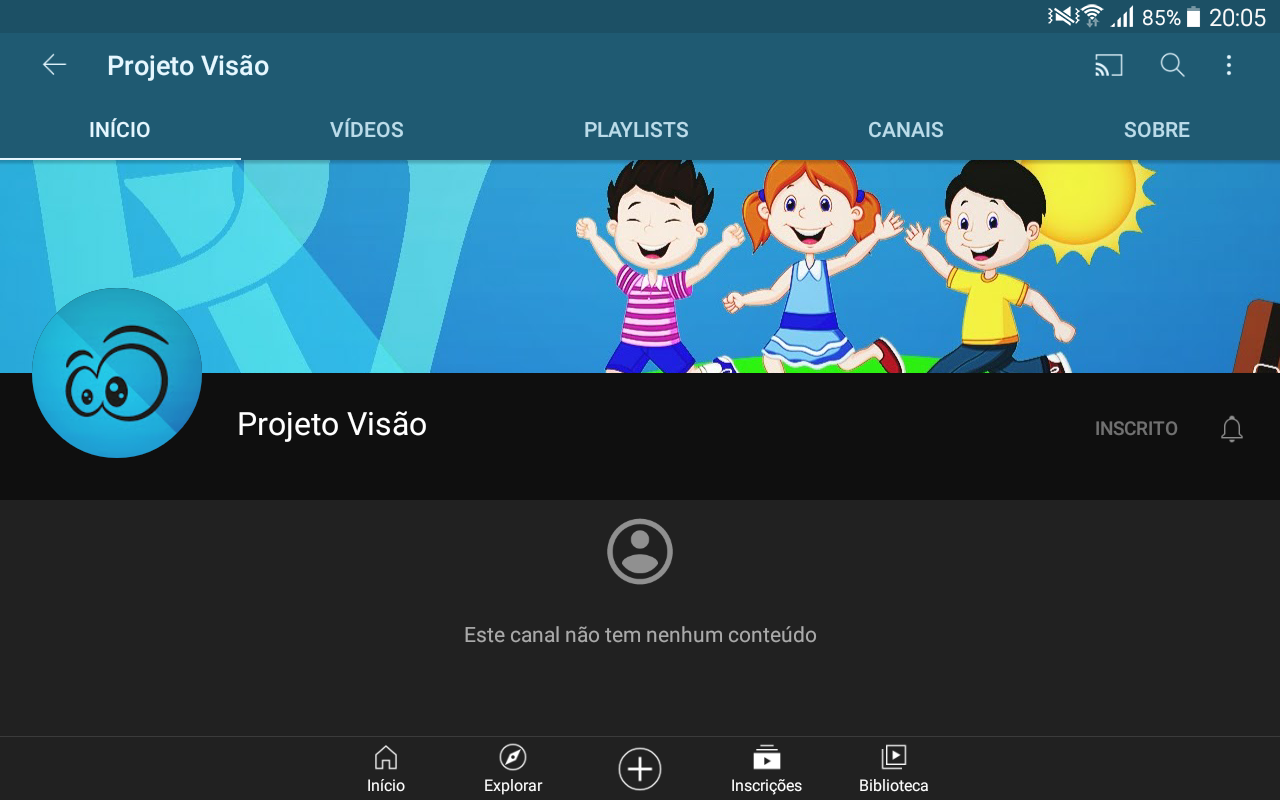 85% 20:05
Projeto Visão
INÍCIO VÍDEOS PLAYLISTS CANAIS SOBRE
Projeto Visão
INSCRITO
Este canal não tem nenhum conteúdo
Início Explorar Inscrições Biblioteca